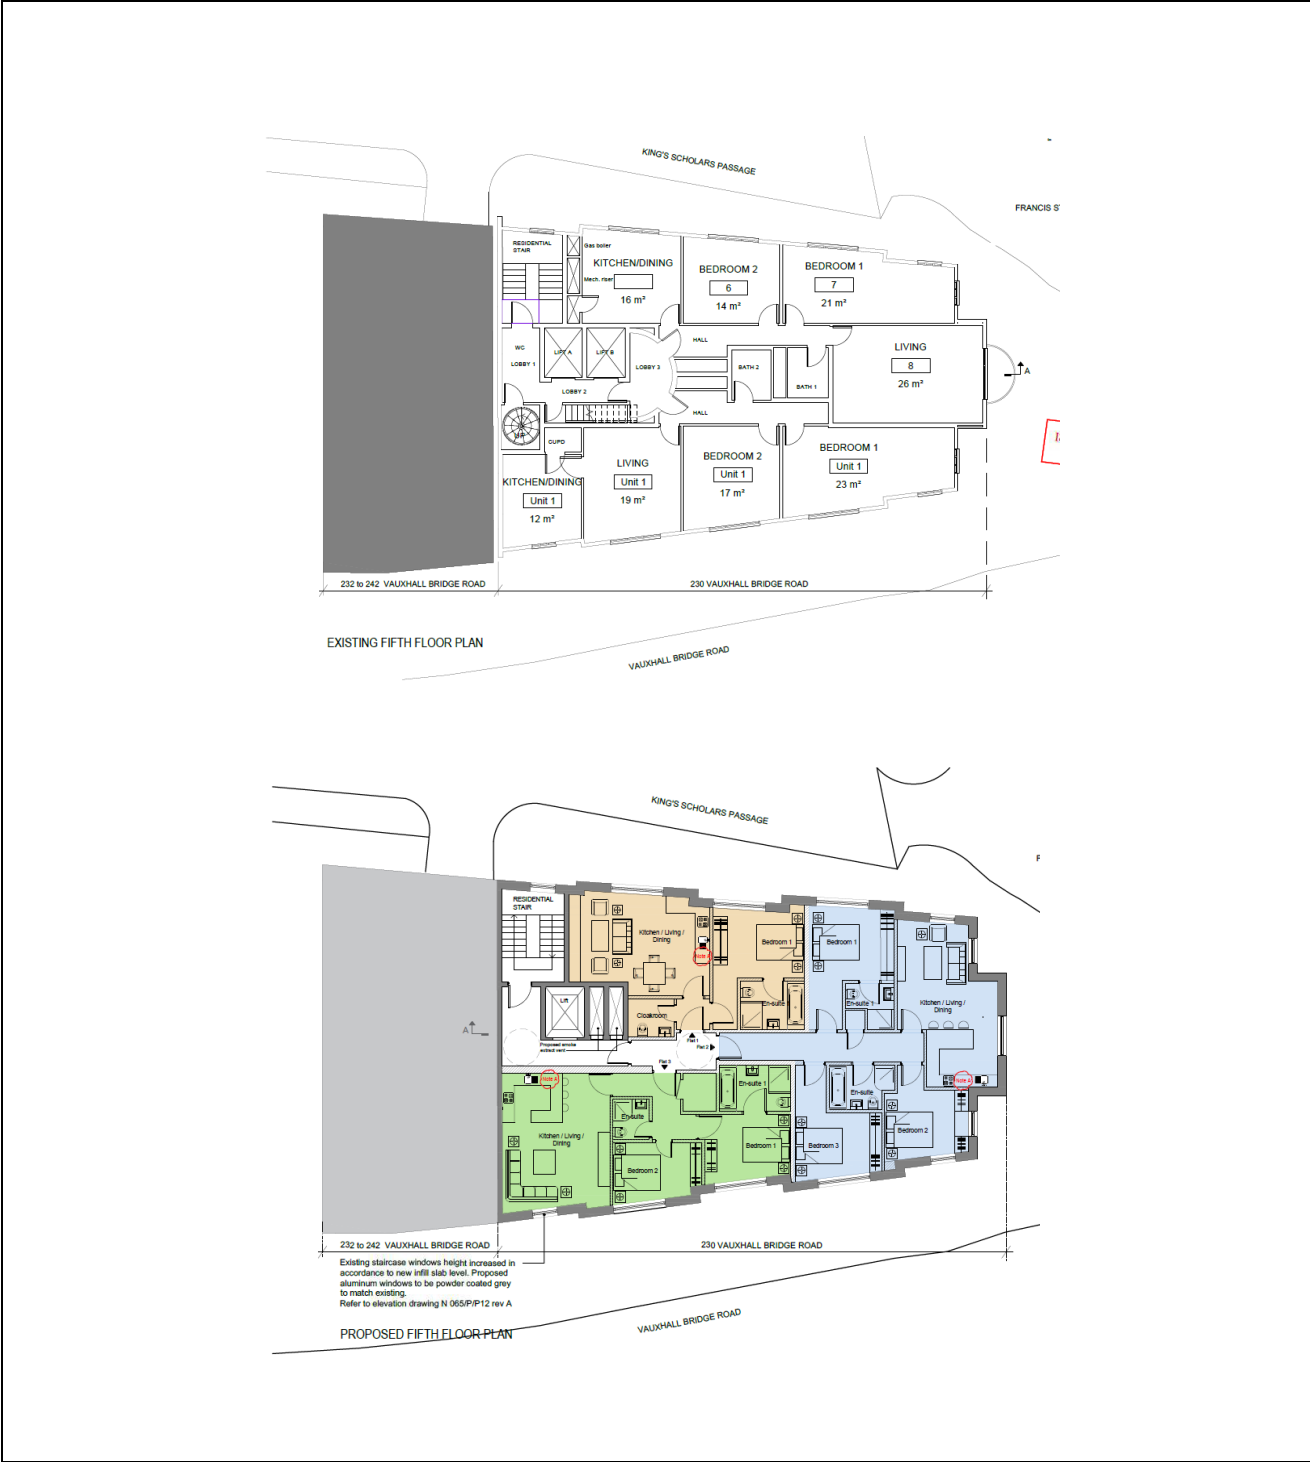 KING'S SCHOLARS PASSAGE
FRANCIS S
RESIDENTIAL
STAIR
Gas boiler
KITCHEN/DINING
Mech. riser
16 m²
BEDROOM 2
6
14 m²
BEDROOM 1
7
21 m²
WC
LOBBY 1
LIFT A
LIFT B
LOBBY 3
HALL
BATH 2
BATH 1
LIVING
8
26 m²
A
LOBBY 2
HALL
UP
CUPD
KITCHEN/DINING
Unit 1
12 m²
LIVING
Unit 1
19 m²
BEDROOM 2
Unit 1
17 m²
BEDROOM 1
Unit 1
23 m²
232 to 242 VAUXHALL BRIDGE ROAD
230 VAUXHALL BRIDGE ROAD
EXISTING FIFTH FLOOR PLAN
VAUXHALL BRIDGE ROAD
KING'S SCHOLARS PASSAGE
F
RESIDENTIAL
STAIR
Kitchen / Living /
Dining
Note A
Bedroom 1
Bedroom 1
Kitchen / Living /
Dining
Lift
Cloakroom
En-suite
En-suite 1
A
Proposed smoke
extract vent
Flat 1
Flat 2
Flat 3
Note A
En-suite 1
En-suite
Note A
Kitchen / Living /
Dining
En-suite
Bedroom 2
Bedroom 1
Bedroom 3
Bedroom 2
232 to 242 VAUXHALL BRIDGE ROAD
230 VAUXHALL BRIDGE ROAD
Existing staircase windows height increased in
accordance to new infill slab level. Proposed
aluminum windows to be powder coated grey
to match existing.
Refer to elevation drawing N 065/P/P12 rev A
PROPOSED FIFTH FLOOR PLAN
VAUXHALL BRIDGE ROAD